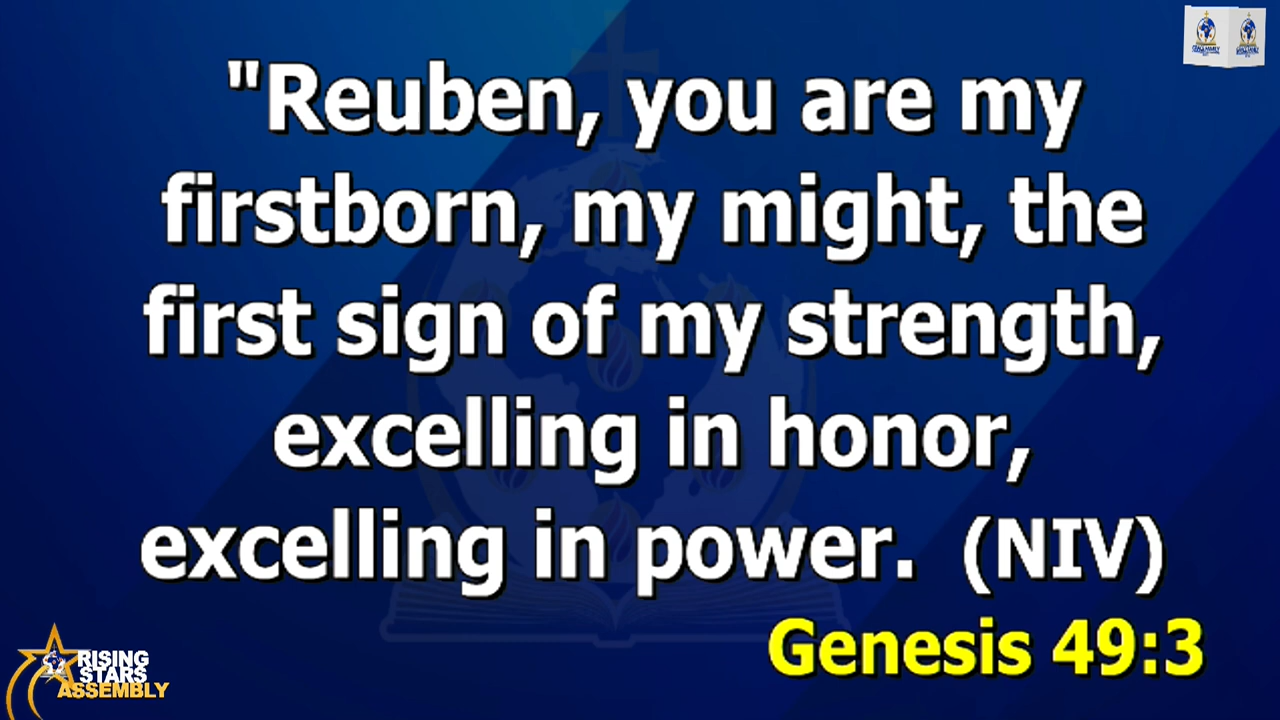 "Reuben, you are my
firstborn, my might, the
first sign of my strength,
excelling in honor,
excelling in power.  (NIV)
Genesis 49:3
RISING
STARS
ASSEMBLY